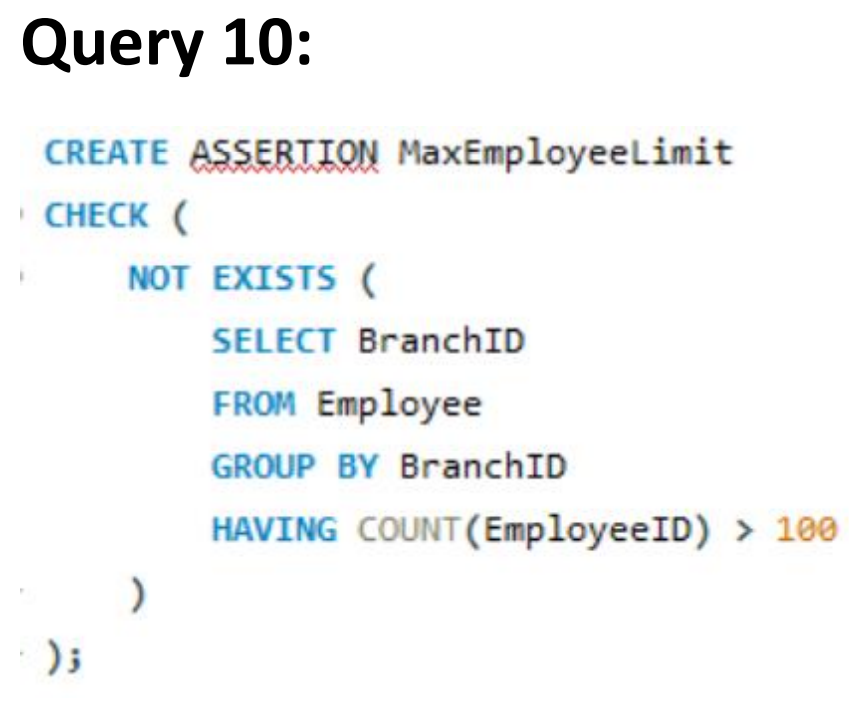 Query 10:
CREATE ASSERTION MaxEmployeeLimit
CHECK (
NOT EXISTS (
SELECT BranchID
FROM Employee
GROUP BY BranchID
HAVING COUNT(EmployeeID) > 100
)
);